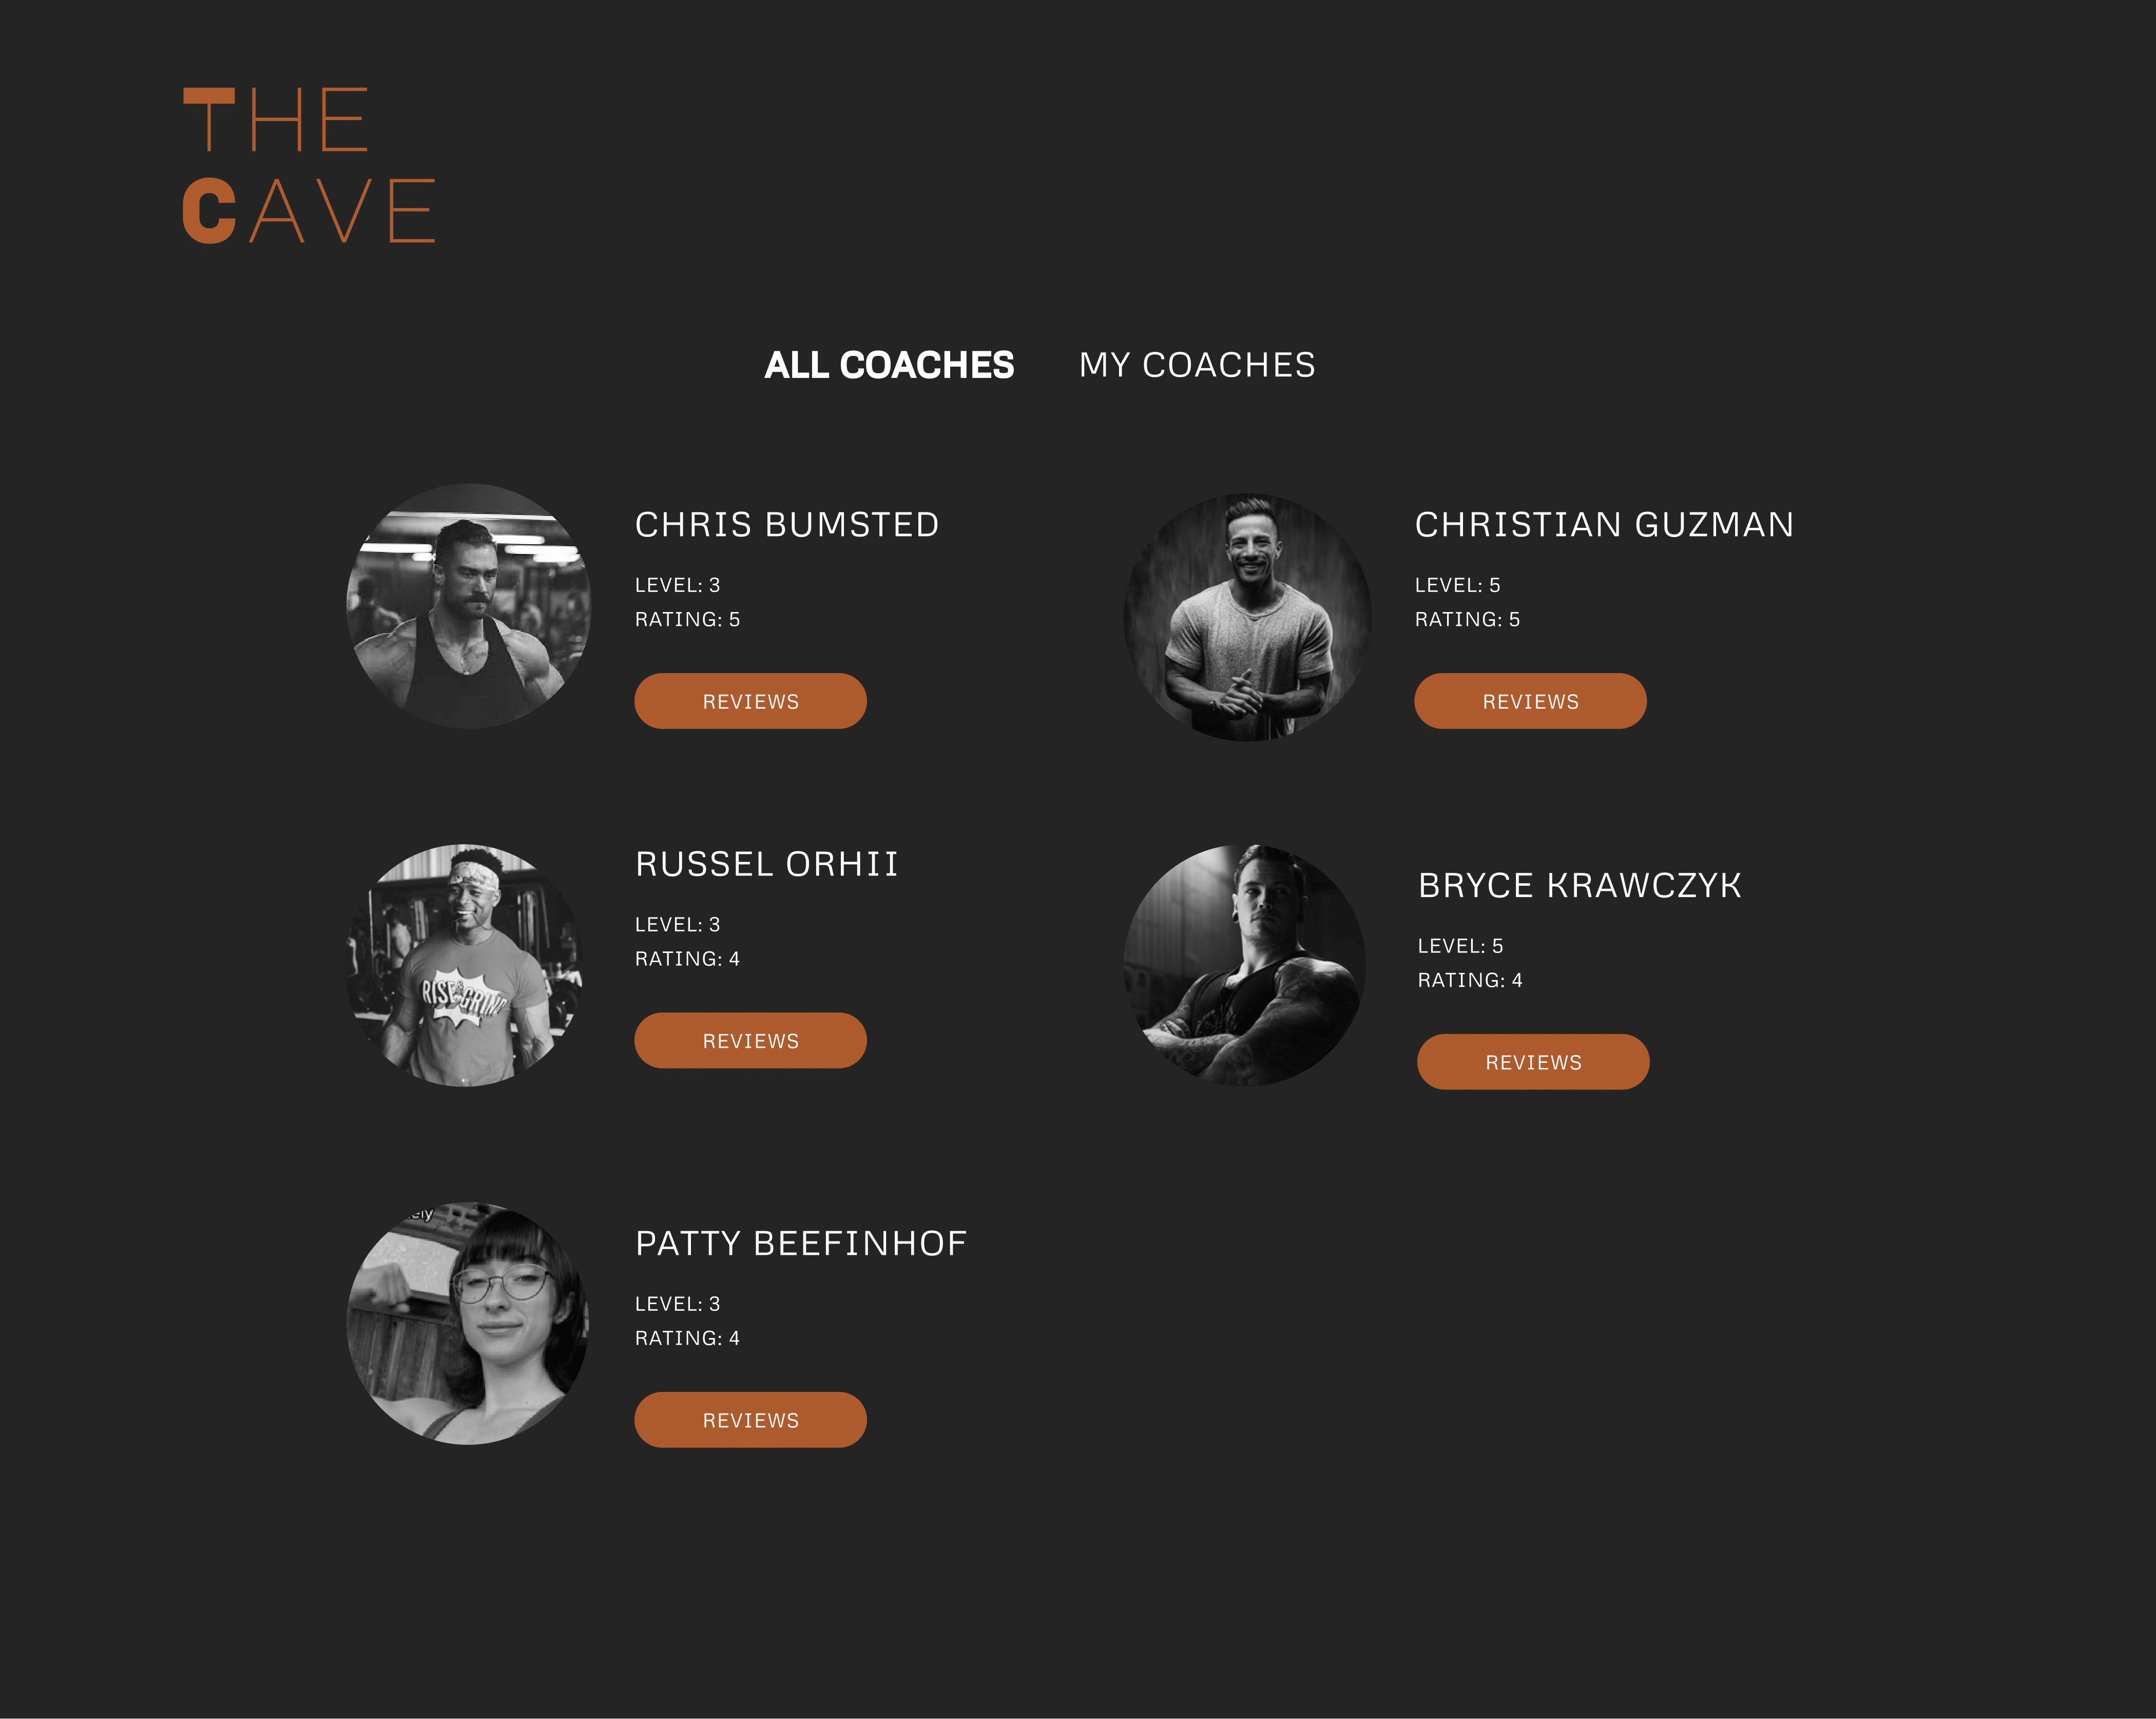 THE
CAVE
ALL COACHES
MY COACHES
CHRIS BUMSTED
LEVEL: 3
RATING: 5
REVIEWS
CHRISTIAN GUZMAN
LEVEL: 5
RATING: 5
REVIEWS
RUSSEL ORHII
LEVEL: 3
RATING: 4
REVIEWS
RISE & GRIND
BRYCE KRAWCZYK
LEVEL: 5
RATING: 4
REVIEWS
PATTY BEEFINHOF
LEVEL: 3
RATING: 4
REVIEWS